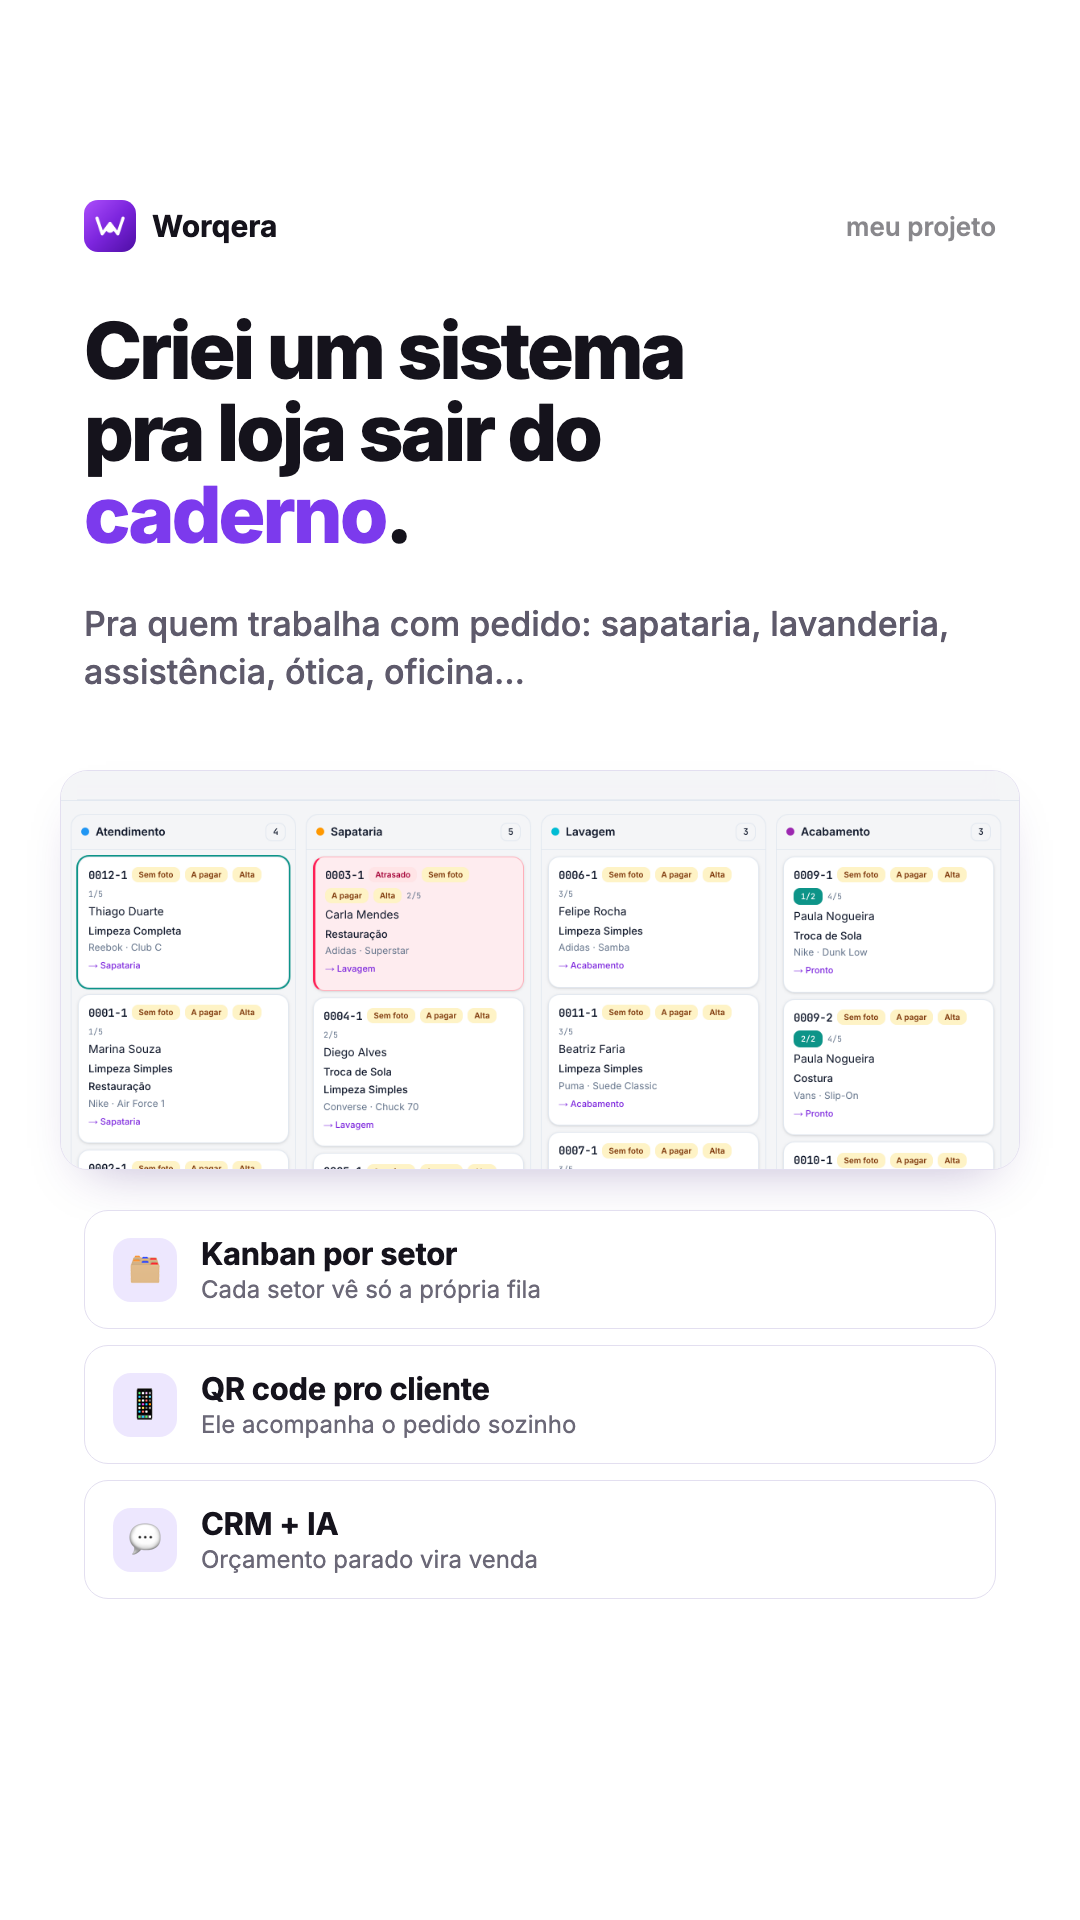 Worqera
meu projeto
Criei um sistema
pra loja sair do
caderno.
Pra quem trabalha com pedido: sapataria, lavanderia,
assistência, ótica, oficina...
Atendimento 4
0012-1 Sem foto A pagar Alta
1/5
Thiago Duarte
Limpeza Completa
Reebok · Club C
→ Sapataria
0001-1 Sem foto A pagar Alta
1/5
Marina Souza
Limpeza Simples
Restauração
Nike · Air Force 1
→ Sapataria
0002-1 Sem foto A pagar Alta
Sapataria 5
0003-1 Atrasado Sem foto
A pagar Alta 2/5
Carla Mendes
Restauração
Adidas · Superstar
→ Lavagem
0004-1 Sem foto A pagar Alta
2/5
Diego Alves
Troca de Sola
Limpeza Simples
Converse · Chuck 70
→ Lavagem
Lavagem 3
0006-1 Sem foto A pagar Alta
3/5
Felipe Rocha
Limpeza Simples
Adidas · Samba
→ Acabamento
0011-1 Sem foto A pagar Alta
3/5
Beatriz Faria
Limpeza Simples
Puma · Suede Classic
→ Acabamento
0007-1 Sem foto A pagar Alta
3/5
Acabamento 3
0009-1 Sem foto A pagar Alta
1/2 4/5
Paula Nogueira
Troca de Sola
Nike · Dunk Low
→ Pronto
0009-2 Sem foto A pagar Alta
2/2 4/5
Paula Nogueira
Costura
Vans · Slip-On
→ Pronto
0010-1 Sem foto A pagar Alta
Kanban por setor
Cada setor vê só a própria fila
QR code pro cliente
Ele acompanha o pedido sozinho
CRM + IA
Orçamento parado vira venda